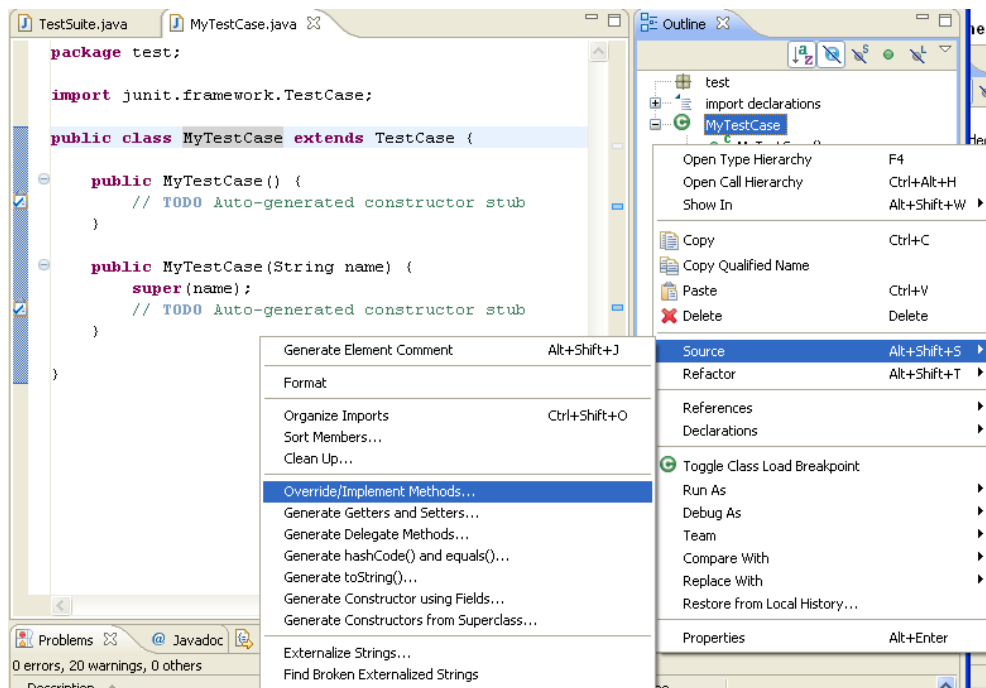 TestSuite.java
MyTestCase.java
package test;
import junit.framework.TestCase;
public class MyTestCase extends TestCase {
public MyTestCase() {
// TODO Auto-generated constructor stub
}
public MyTestCase(String name) {
super(name);
// TODO Auto-generated constructor stub
}
}
Outline
test
import declarations
MyTestCase
Open Type Hierarchy F4
Open Call Hierarchy Ctrl+Alt+H
Show In Alt+Shift+W
Copy Ctrl+C
Copy Qualified Name
Paste Ctrl+V
Delete Delete
Source Alt+Shift+S
Refactor Alt+Shift+T
References
Declarations
Toggle Class Load Breakpoint
Run As
Debug As
Team
Compare With
Replace With
Restore from Local History...
Properties Alt+Enter
Generate Element Comment Alt+Shift+J
Format
Organize Imports Ctrl+Shift+O
Sort Members...
Clean Up...
Override/Implement Methods...
Generate Getters and Setters...
Generate Delegate Methods...
Generate hashCode() and equals()...
Generate toString()...
Generate Constructor using Fields...
Generate Constructors from Superclass...
Externalize Strings...
Find Broken Externalized Strings
Problems
@ Javadoc
0 errors, 20 warnings, 0 others
Description